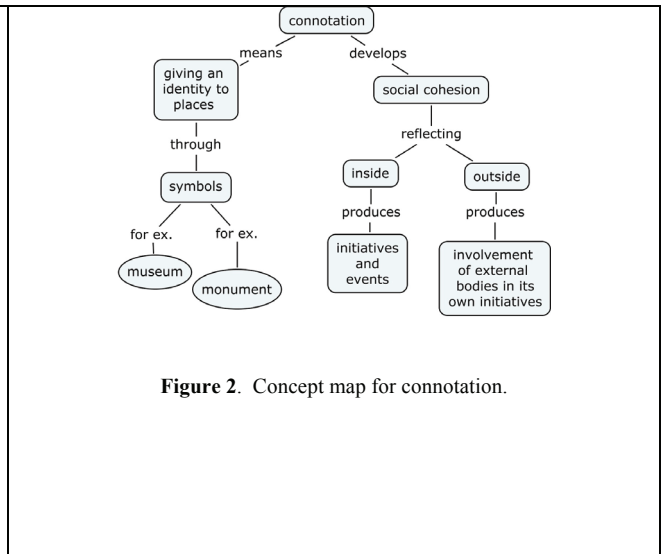 connotation
means
develops
giving an
identity to
places
social cohesion
through
reflecting
symbols
inside
outside
for ex.
for ex.
produces
produces
museum
monument
initiatives
and
events
involvement
of external
bodies in its
own initiatives
Figure 2. Concept map for connotation.